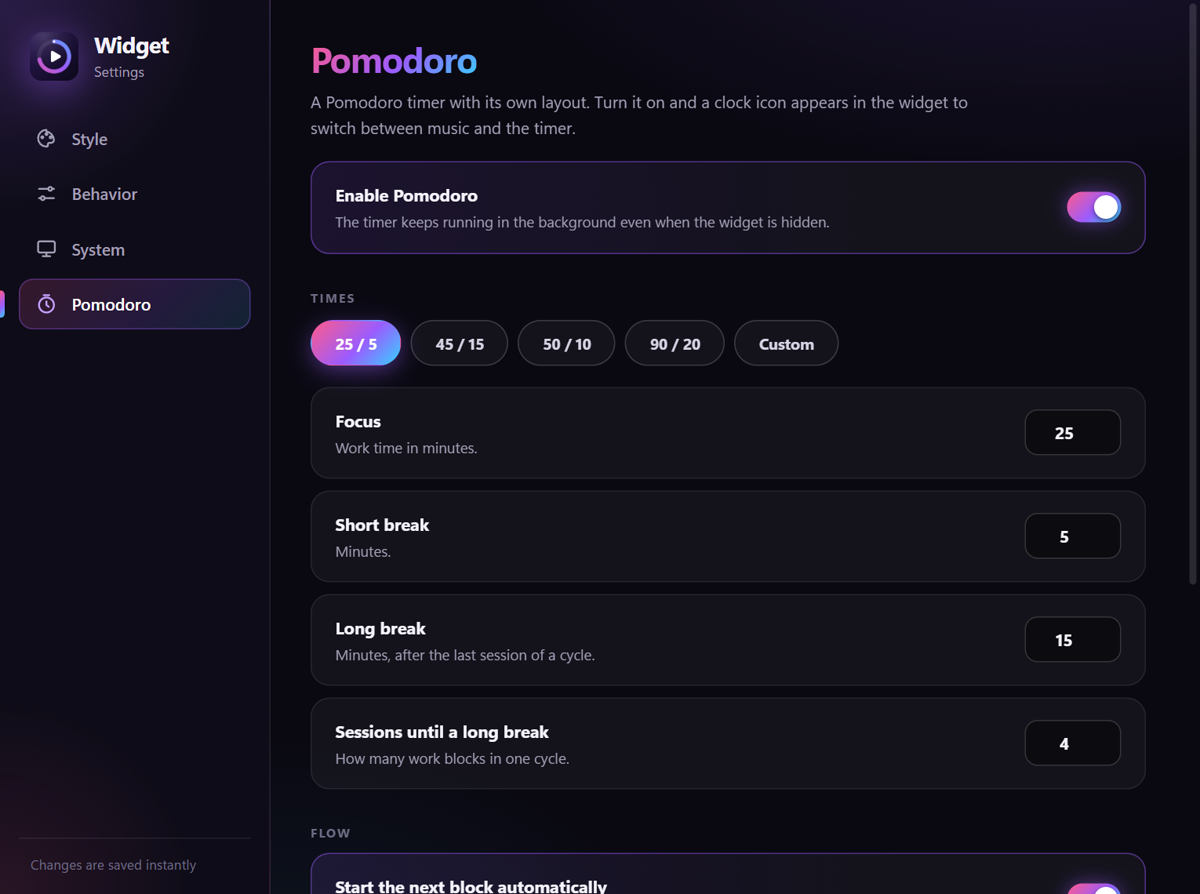 Widget
Settings
Style
Behavior
System
Pomodoro
Changes are saved instantly
Pomodoro
A Pomodoro timer with its own layout. Turn it on and a clock icon appears in the widget to
switch between music and the timer.
Enable Pomodoro
The timer keeps running in the background even when the widget is hidden.
TIMES
25 / 5
45 / 15
50 / 10
90 / 20
Custom
Focus
Work time in minutes.
25
Short break
Minutes.
5
Long break
Minutes, after the last session of a cycle.
15
Sessions until a long break
How many work blocks in one cycle.
4
FLOW
Start the next block automatically